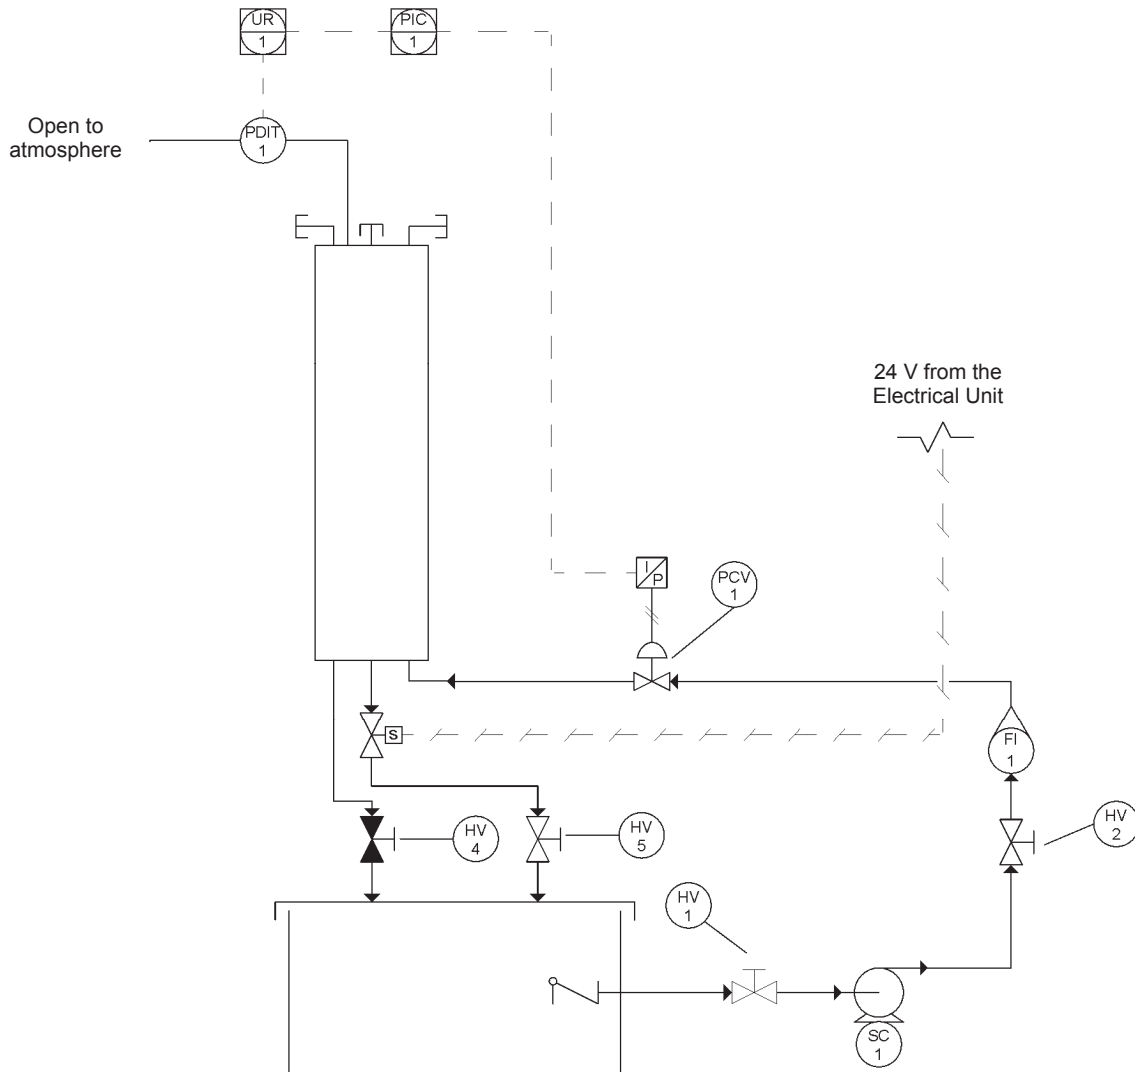 UR
1
PIC
1
Open to
atmosphere
PDIT
1
24 V from the
Electrical Unit
I
P
PCV
1
S
FI
1
HV
4
HV
5
HV
2
HV
1
SC
1